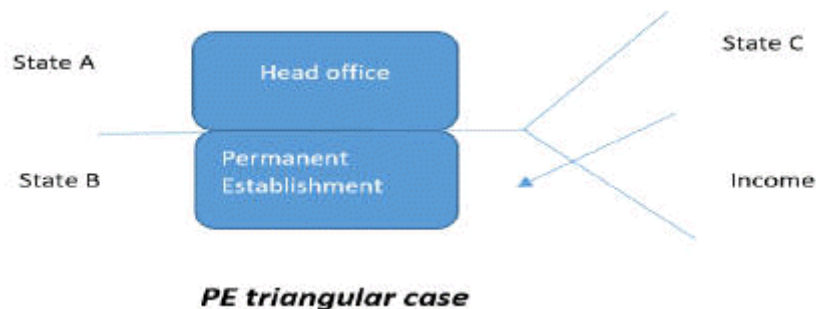 State A
Head office
State C
State B
Permanent
Establishment
Income
PE triangular case